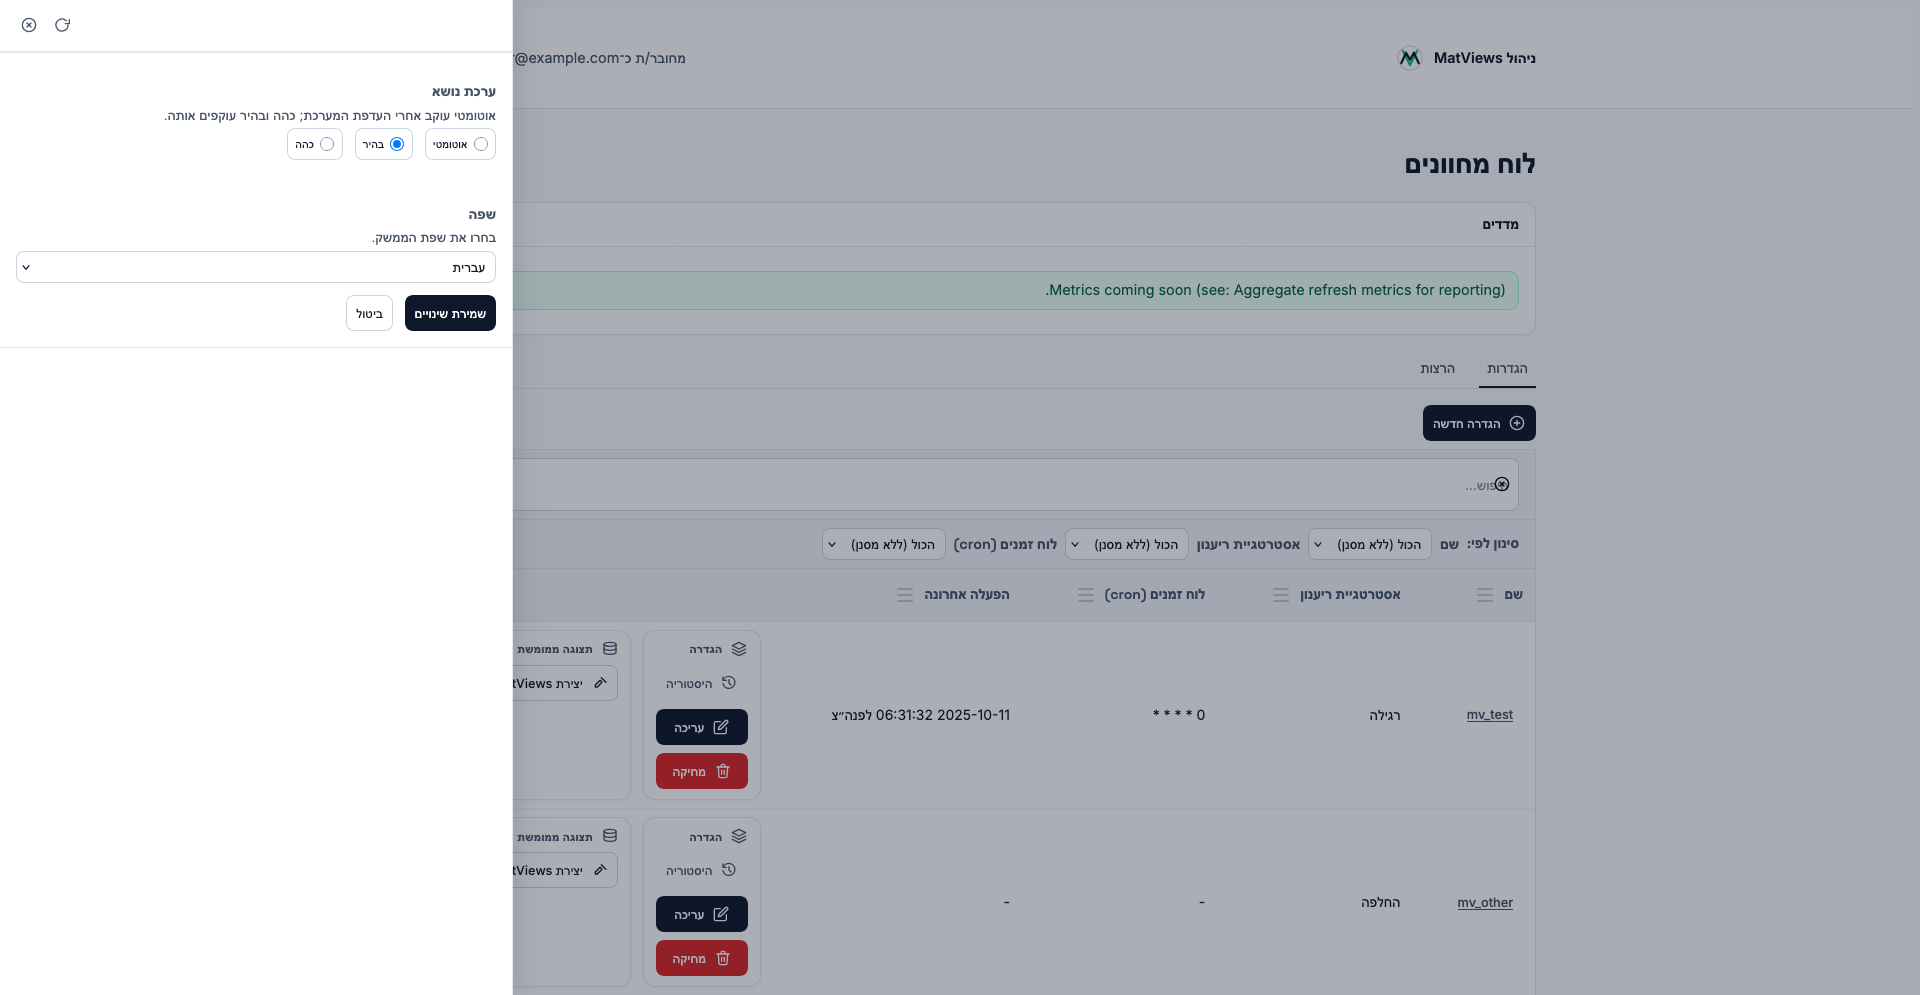 ערכת נושא
אוטומטי עוקב אחרי העדפת המערכת; כהה ובהיר עוקפים אותה.
אוטומטי
בהיר
כהה
שפה
בחרו את שפת הממשק.
עברית
שמירת שינויים
ביטול
ניהול MatViews
מחובר/ת כ־r@example.com
לוח מחוונים
מדדים
Metrics coming soon (see: Aggregate refresh metrics for reporting).
הגדרות
הרצות
הגדרה חדשה
סינון לפי:
שם
הכול (ללא מסנן)
אסטרטגיית ריענון
הכול (ללא מסנן)
לוח זמנים (cron)
הכול (ללא מסנן)
שם
אסטרטגיית ריענון
לוח זמנים (cron)
הפעלה אחרונה
mv_test
רגילה
0 * * * *
2025-10-11 06:31:32 לפנה״צ
הגדרה
היסטוריה
עריכה
מחיקה
תצוגה ממומשת
יצירת tViews
mv_other
החלפה
-
-
הגדרה
היסטוריה
עריכה
מחיקה
תצוגה ממומשת
יצירת tViews